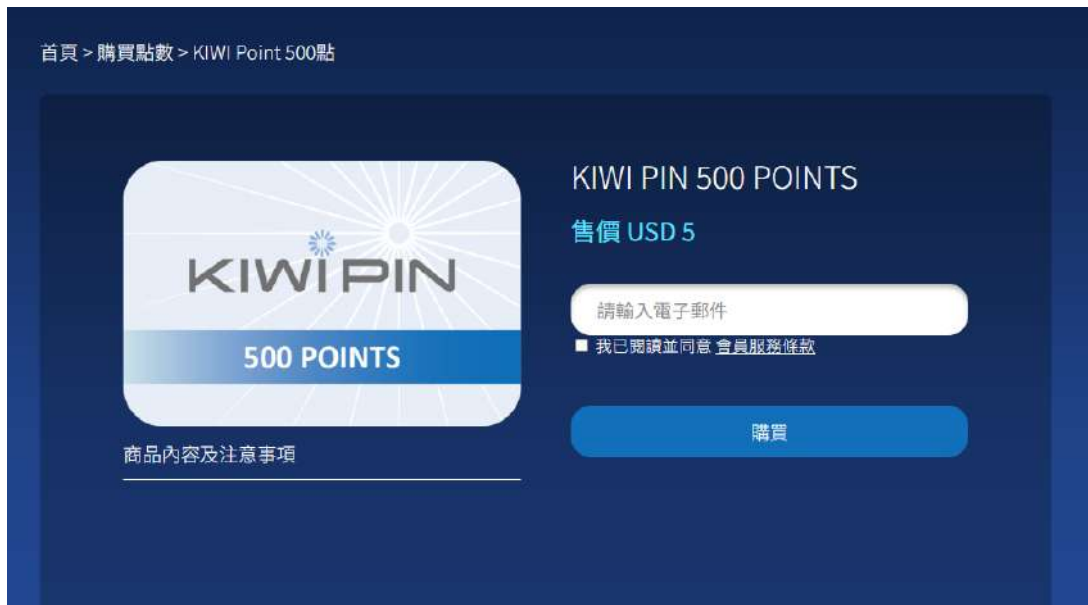 首頁 > 購買點數 > KIWI Point 500點
KIWI PIN
500 POINTS
商品內容及注意事項
KIWI PIN 500 POINTS
售價 USD 5
請輸入電子郵件
我已閱讀並同意 會員服務條款
購買